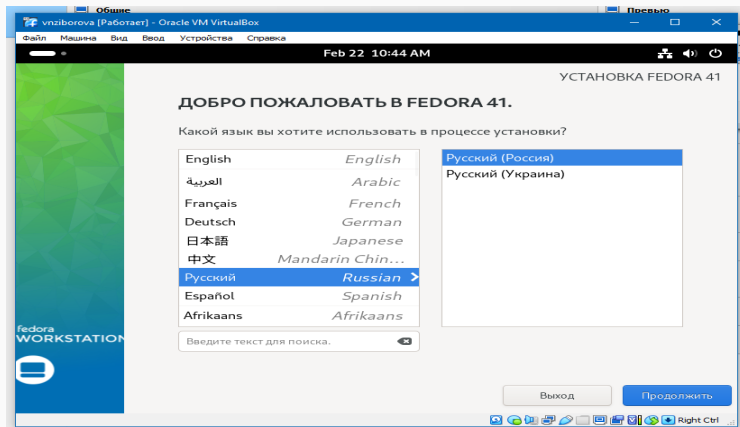 Общие
Превью
vnziborova [Работает] - Oracle VM VirtualBox
Файл Машина Вид Ввод Устройства Справка
Feb 22 10:44 AM
УСТАНОВКА FEDORA 41
ДОБРО ПОЖАЛОВАТЬ В FEDORA 41.
Какой язык вы хотите использовать в процессе установки?
English English
العربية Arabic
Français French
Deutsch German
日本語 Japanese
中文 Mandarin Chin...
Русский Russian
Español Spanish
Afrikaans Afrikaans
Русский (Россия)
Русский (Украина)
Введите текст для поиска.
fedora
WORKSTATION
Выход
Продолжить
Right Ctrl